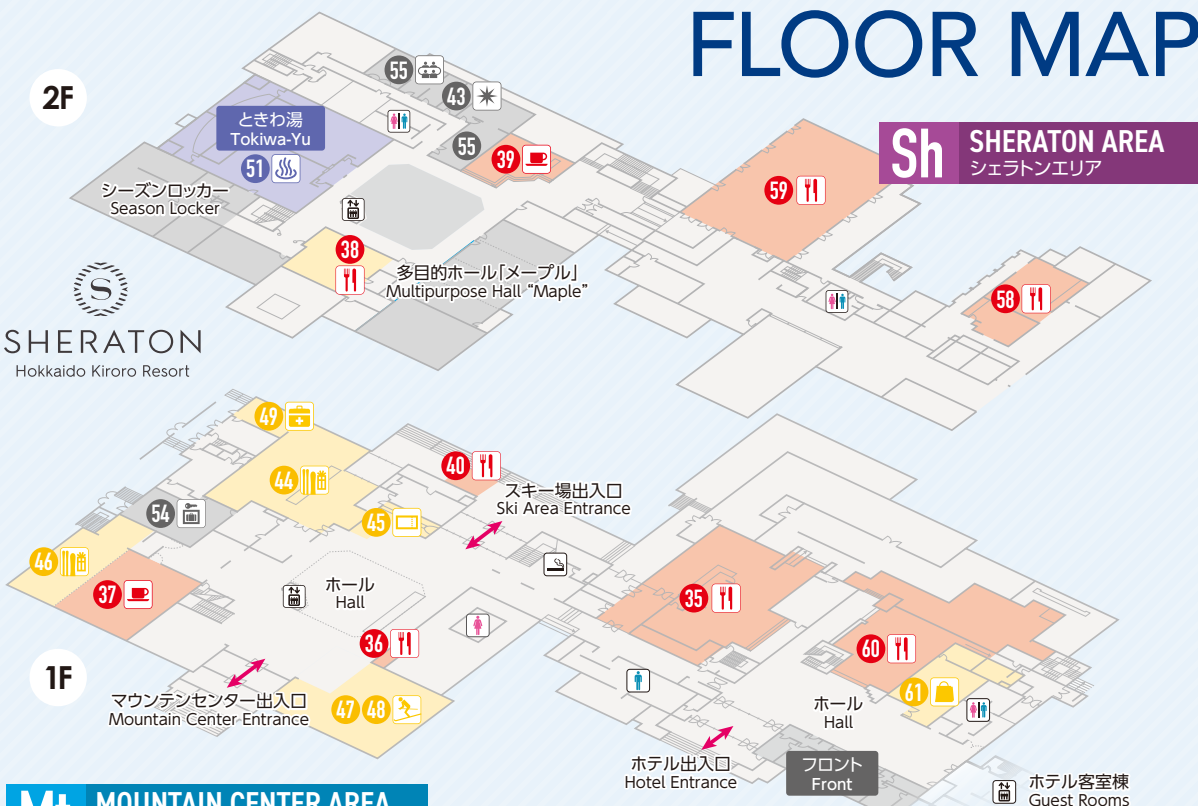 FLOOR MAP
2F
55
43
ときわ湯
Tokiwa-Yu
51
55
39
Sh
SHERATON AREA
シェラトンエリア
59
シーズンロッカー
Season Locker
38
多目的ホール「メープル」
Multipurpose Hall “Maple”
58
S
SHERATON
Hokkaido Kiroro Resort
49
44
40
スキー場出入口
Ski Area Entrance
54
45
46
37
ホール
Hall
35
36
60
1F
マウンテンセンター出入口
Mountain Center Entrance
47 48
61
ホール
Hall
ホテル出入口
Hotel Entrance
フロント
Front
ホテル客室棟
Guest Rooms
Mt
MOUNTAIN CENTER AREA